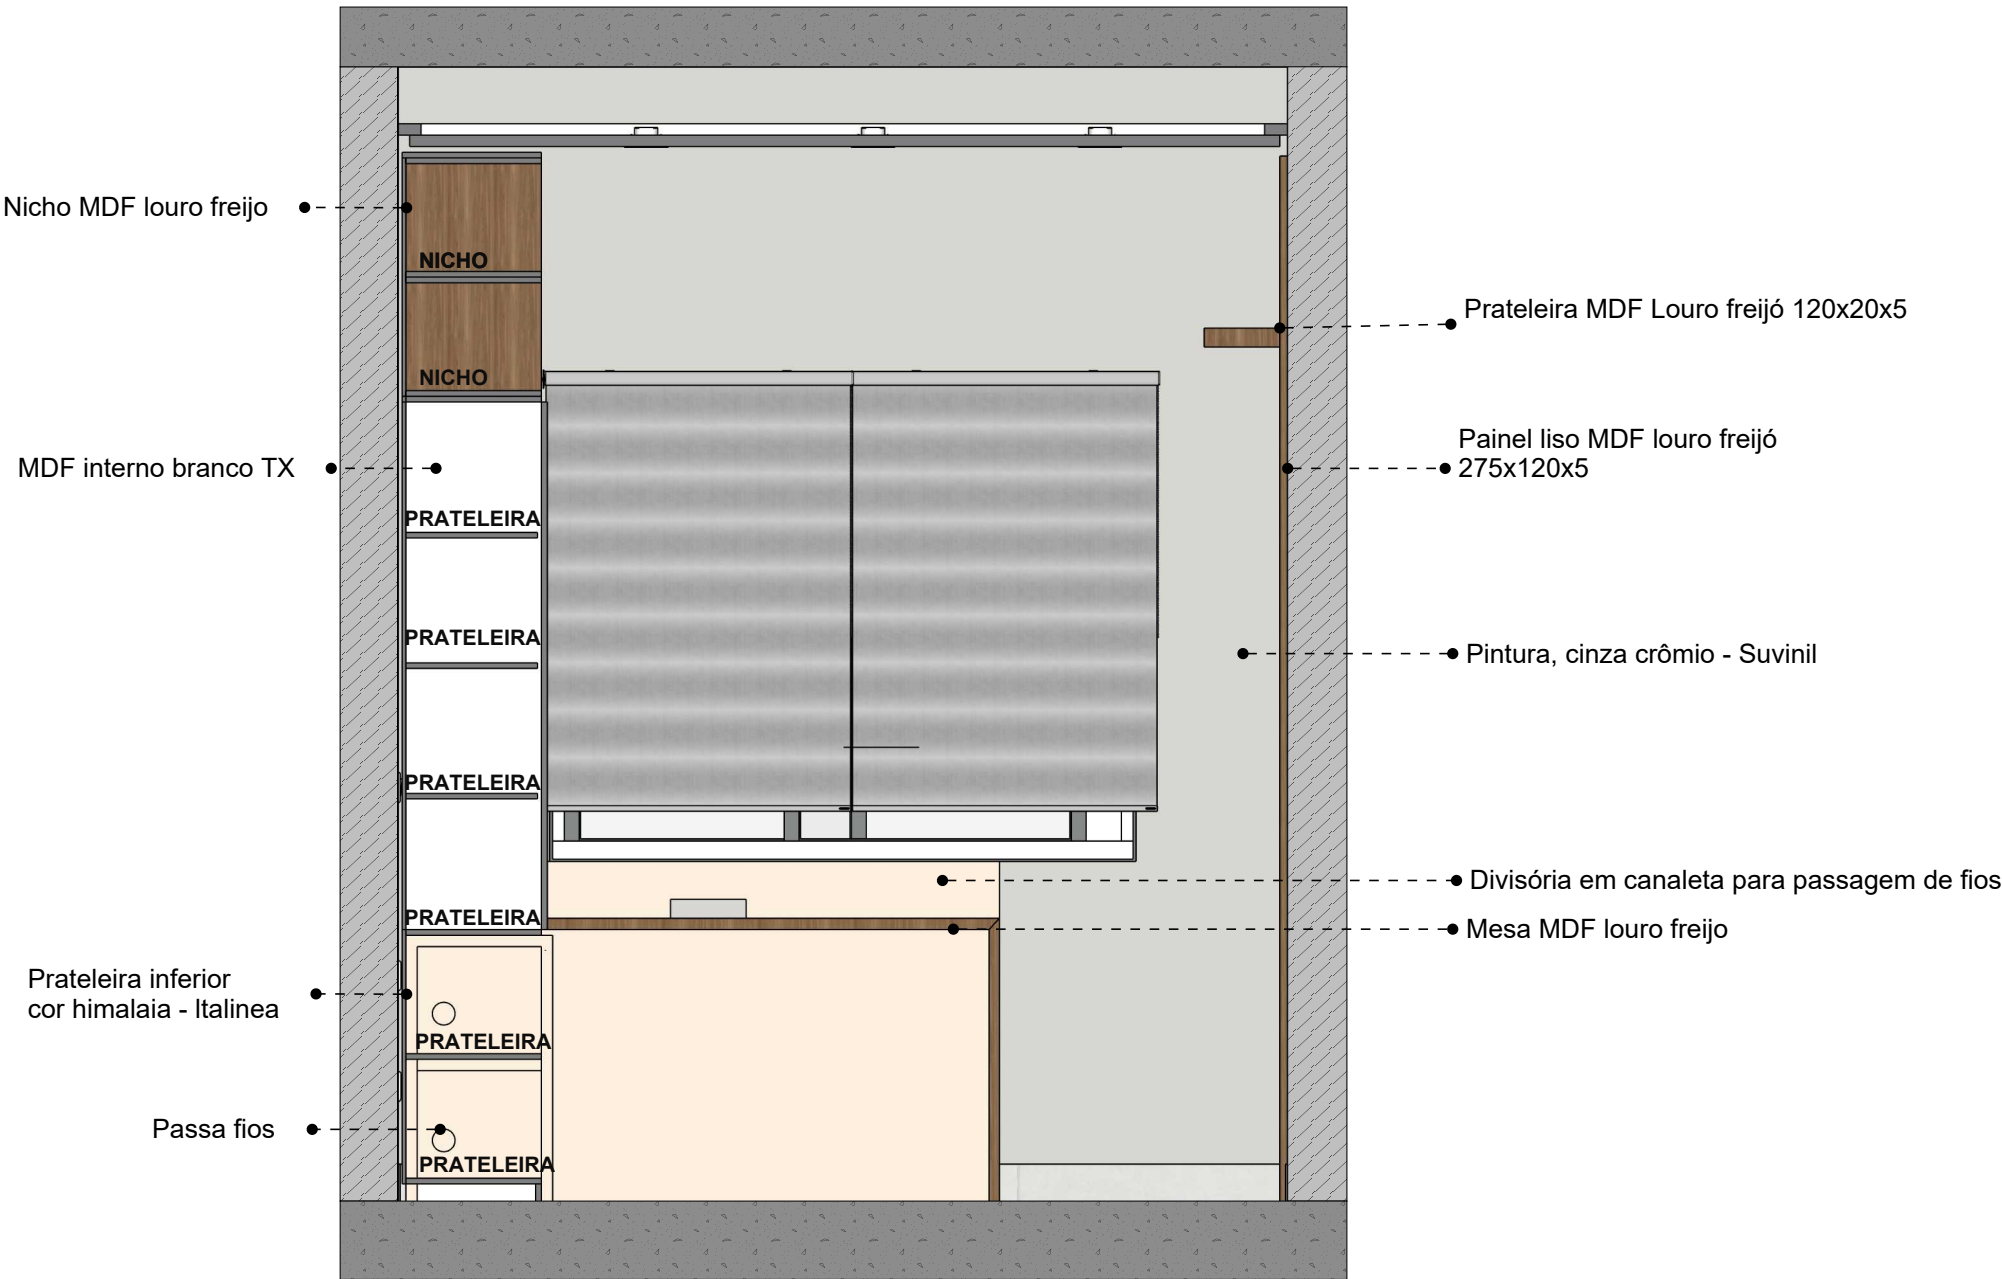 Nicho MDF louro freijo
NICHO
NICHO
MDF interno branco TX
PRATELEIRA
PRATELEIRA
PRATELEIRA
PRATELEIRA
Prateleira inferior
cor himalaia - Italinea
PRATELEIRA
Passa fios
PRATELEIRA
Prateleira MDF Louro freijó 120x20x5
Painel liso MDF louro freijó
275x120x5
Pintura, cinza crômio - Suvinil
Divisória em canaleta para passagem de fios
Mesa MDF louro freijo